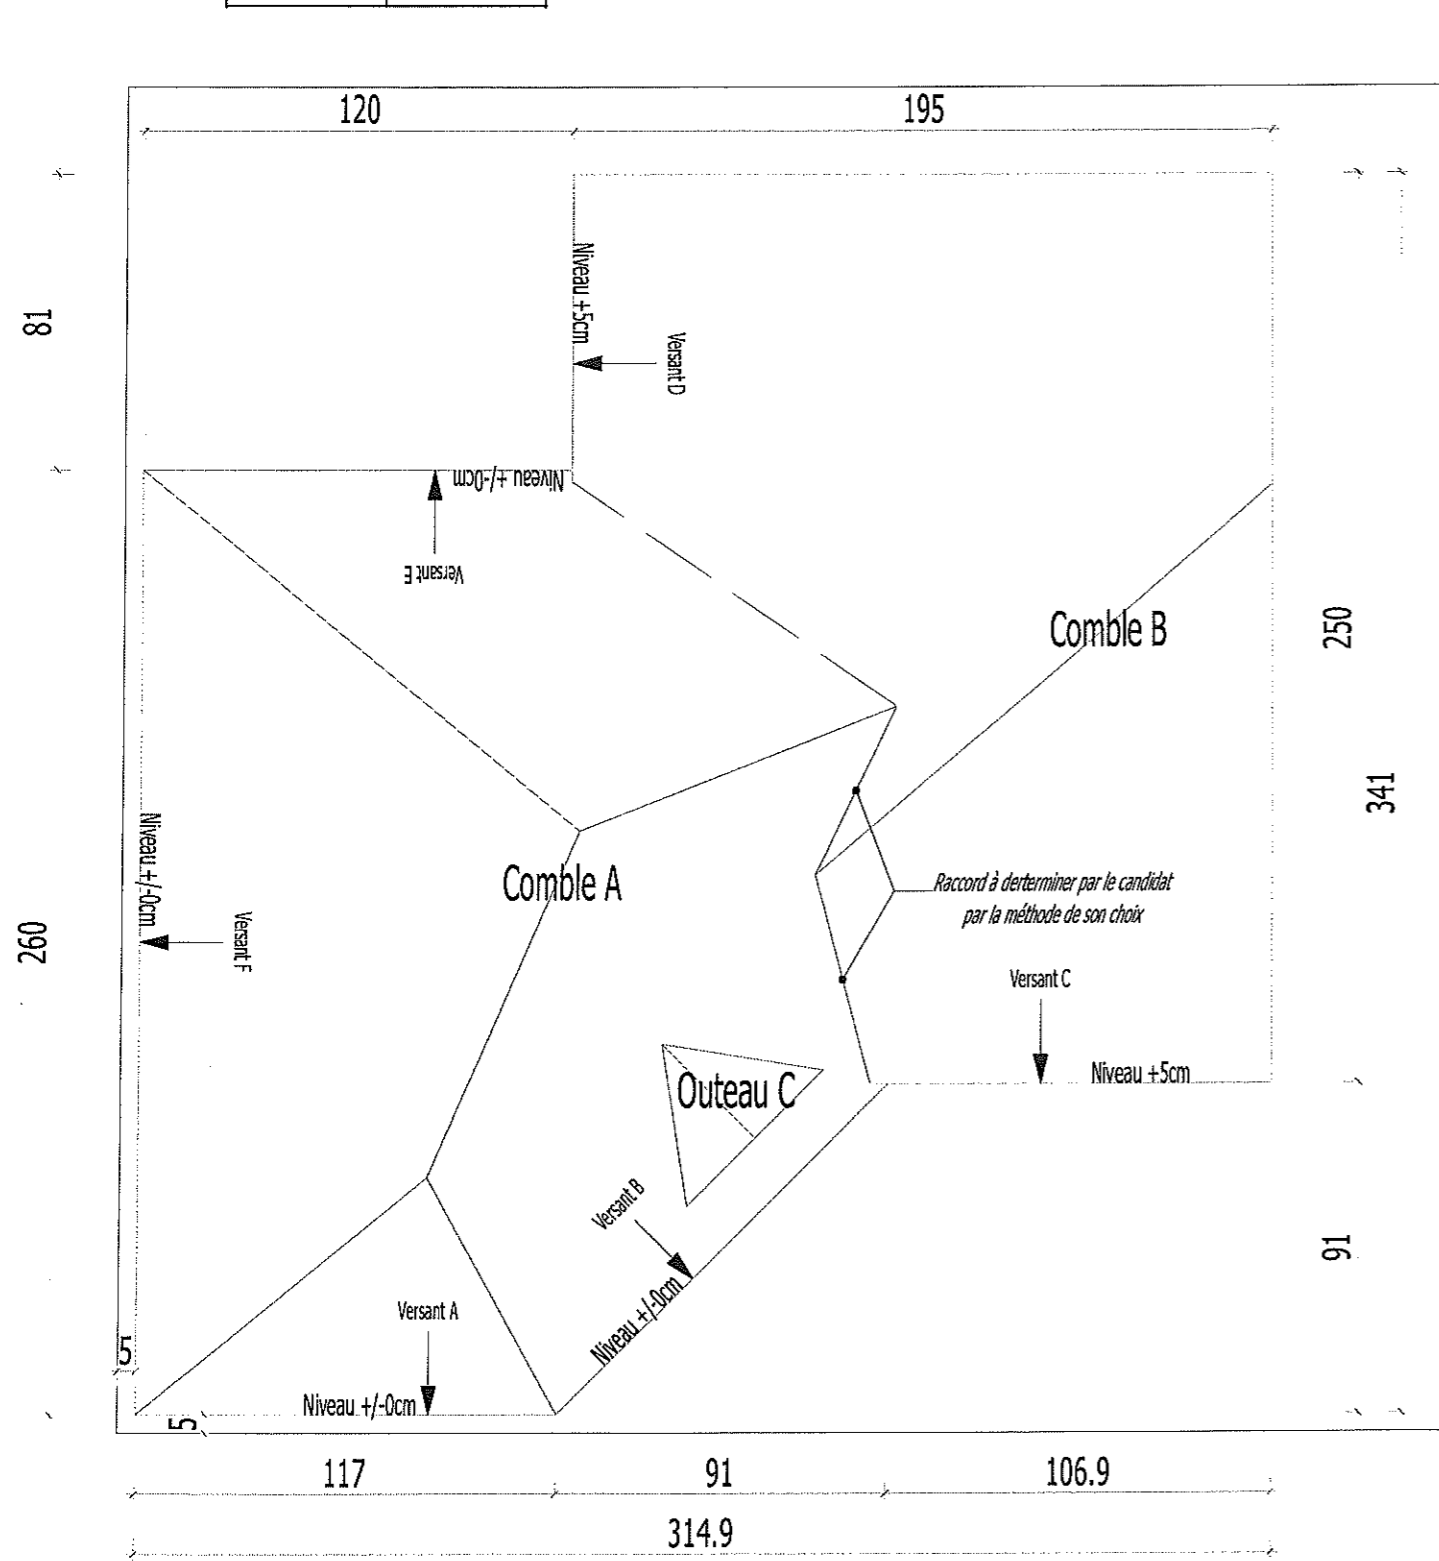 120
195
Niveau +5cm
81
Versant D
Niveau +/-0cm
Versant E
Comble B
250
341
Niveau +/-0cm
Comble A
Raccord à derterminer par le candidat
par la méthode de son choix
260
Versant F
Versant C
Niveau +5cm
Outeau C
Versant B
Niveau +/-0cm
91
Versant A
5
Niveau +/-0cm
5
117
91
106.9
314.9